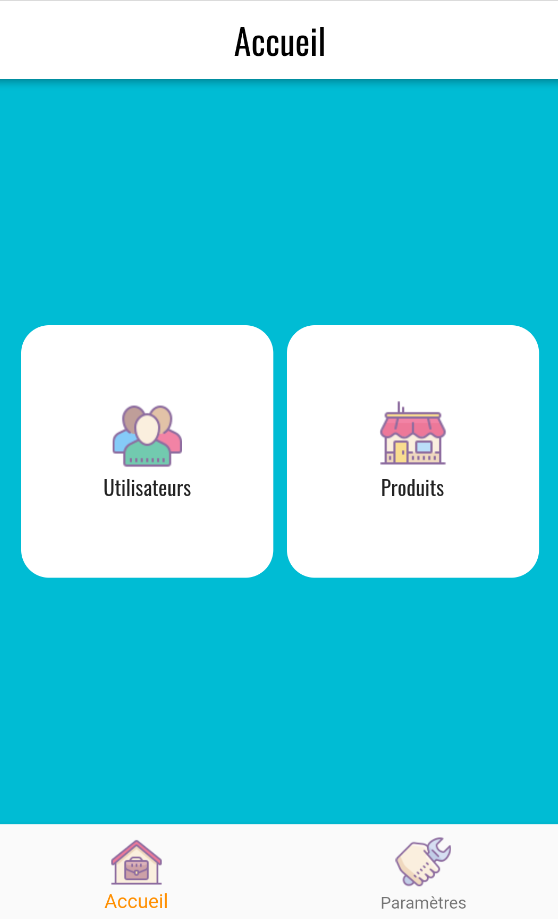 Accueil
Utilisateurs
Produits
Accueil
Paramètres